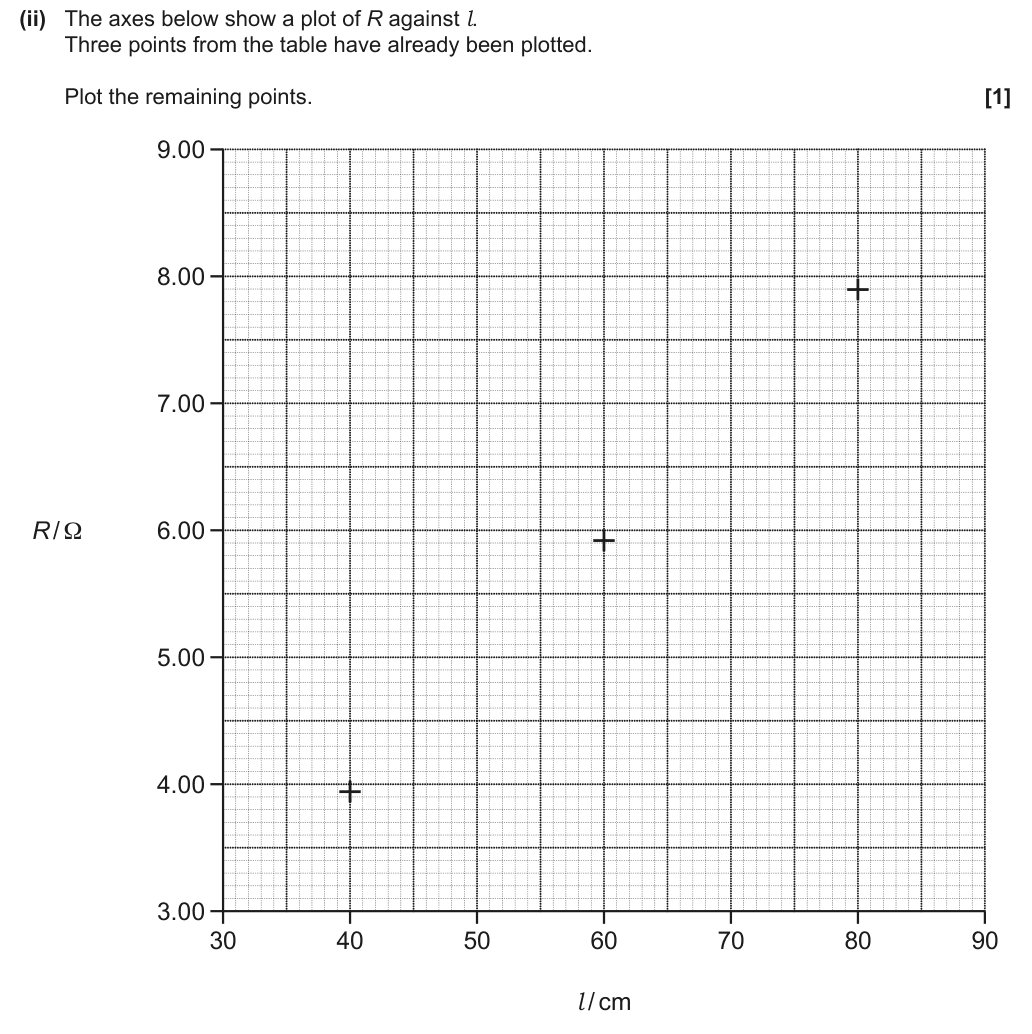 (ii) The axes below show a plot of R against l.
Three points from the table have already been plotted.
Plot the remaining points. [1]
9.00
8.00
7.00
R/Ω
6.00
5.00
4.00
3.00
30 40 50 60 70 80 90
l/cm